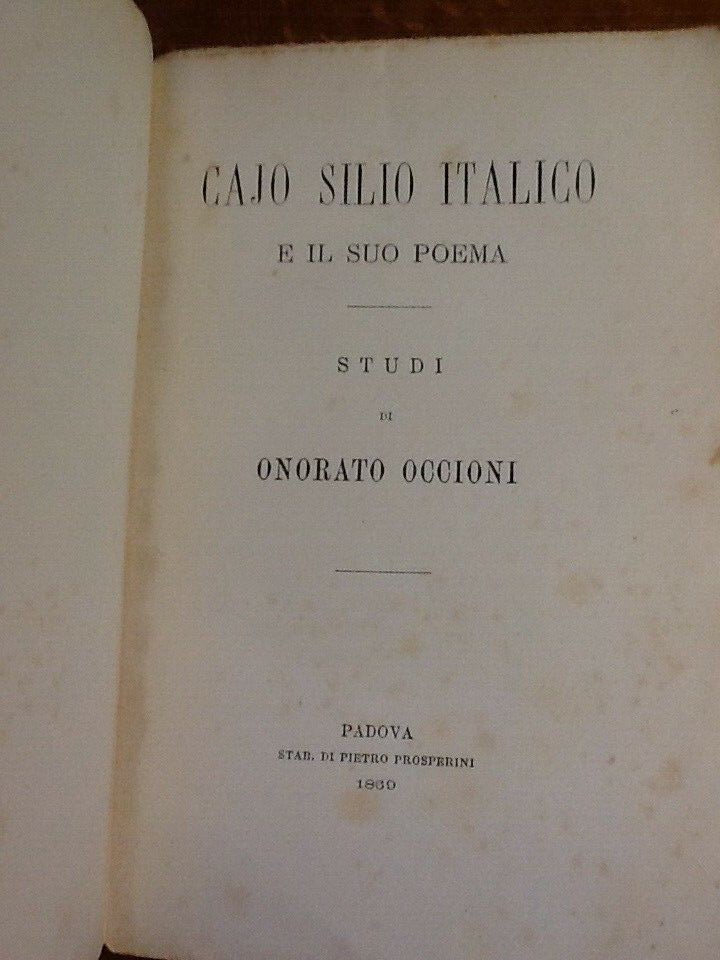 CAJO SILIO ITALICO
E IL SUO POEMA
STUDI
DI
ONORATO OCCIONI
PADOVA
STAB. DI PIETRO PROSPERINI
1869